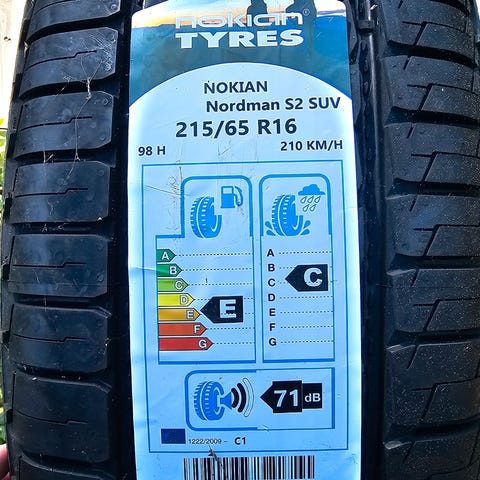 nokian®
TYRES
NOKIAN
Nordman S2 SUV
215/65 R16
98 H 210 KM/H
A A
B B
C C C
D D
E E E
F F
G G
71 dB
1222/2009 – C1